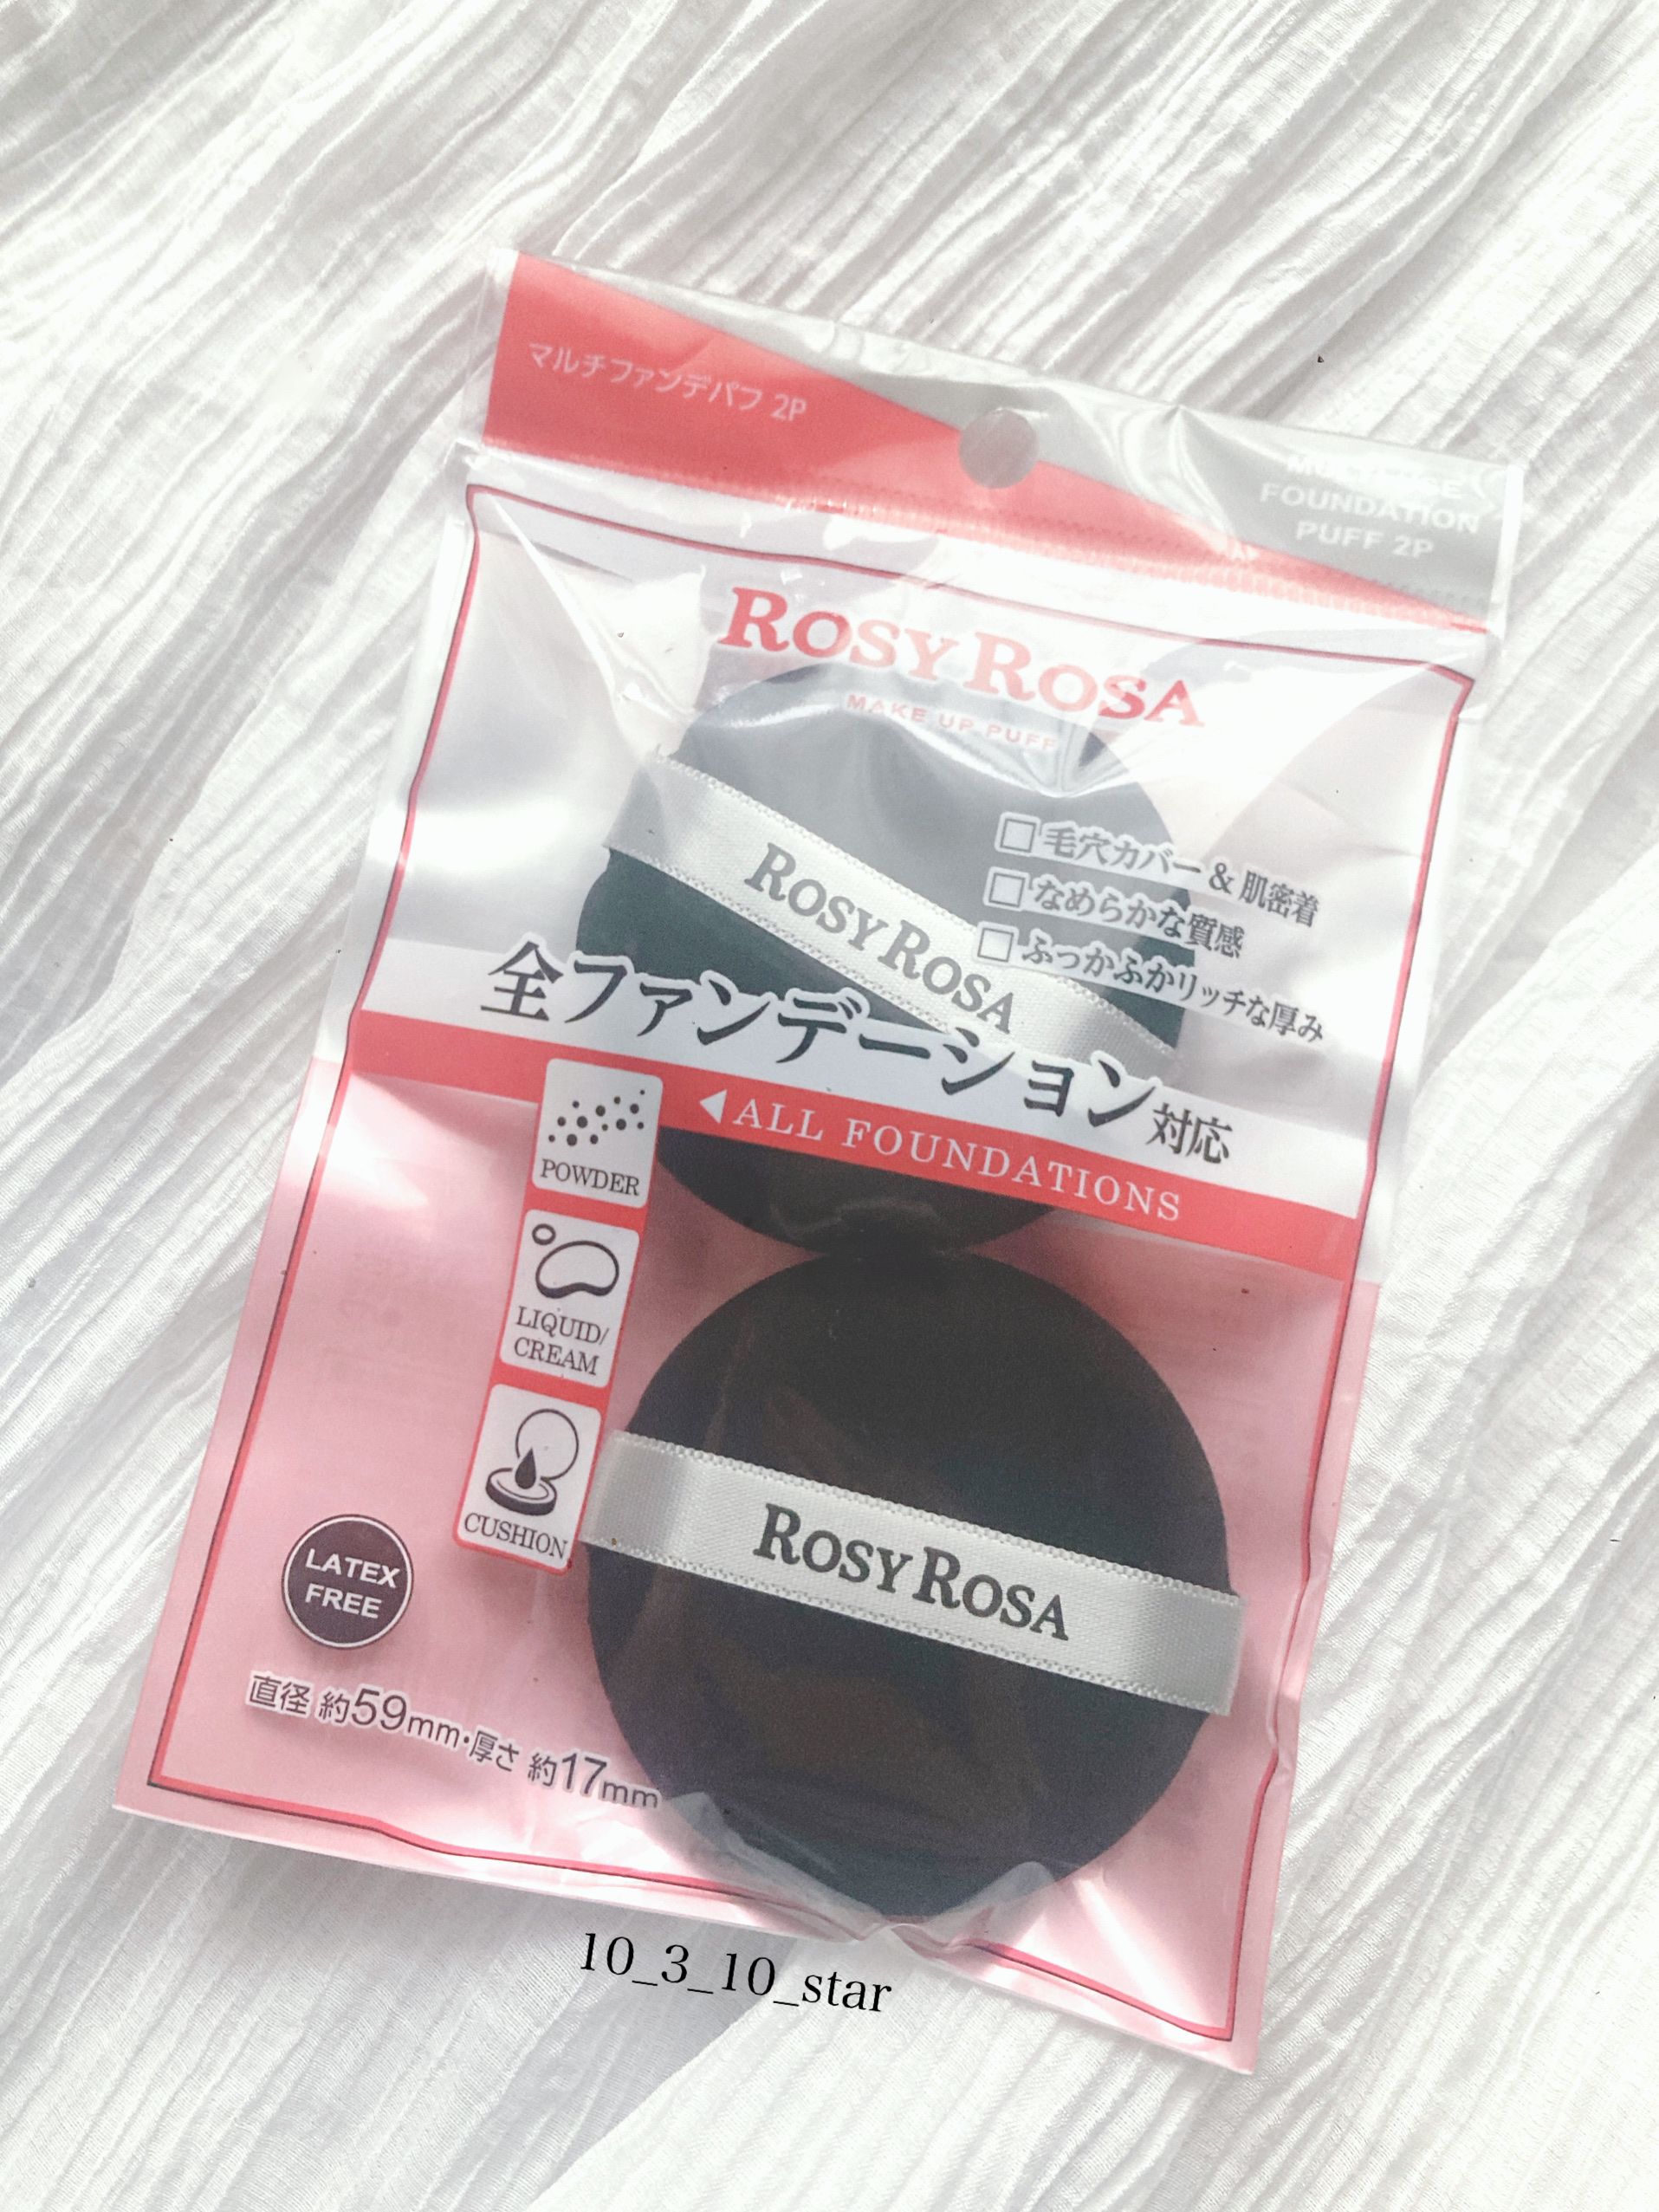 マルチファンデパフ 2P
FOUNDATION
PUFF 2P
ROSY ROSA
MAKE UP PUFF
□毛穴カバー & 肌密着
□なめらかな質感
□ふっかふかリッチな厚み
ROSY ROSA
全ファンデーション対応
◀ALL FOUNDATIONS
POWDER
LIQUID/
CREAM
CUSHION
ROSY ROSA
LATEX
FREE
直径 約59mm・厚さ 約17mm
10_3_10_star